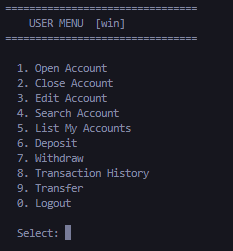 ================================
USER MENU [win]
================================
1. Open Account
2. Close Account
3. Edit Account
4. Search Account
5. List My Accounts
6. Deposit
7. Withdraw
8. Transaction History
9. Transfer
0. Logout
Select: